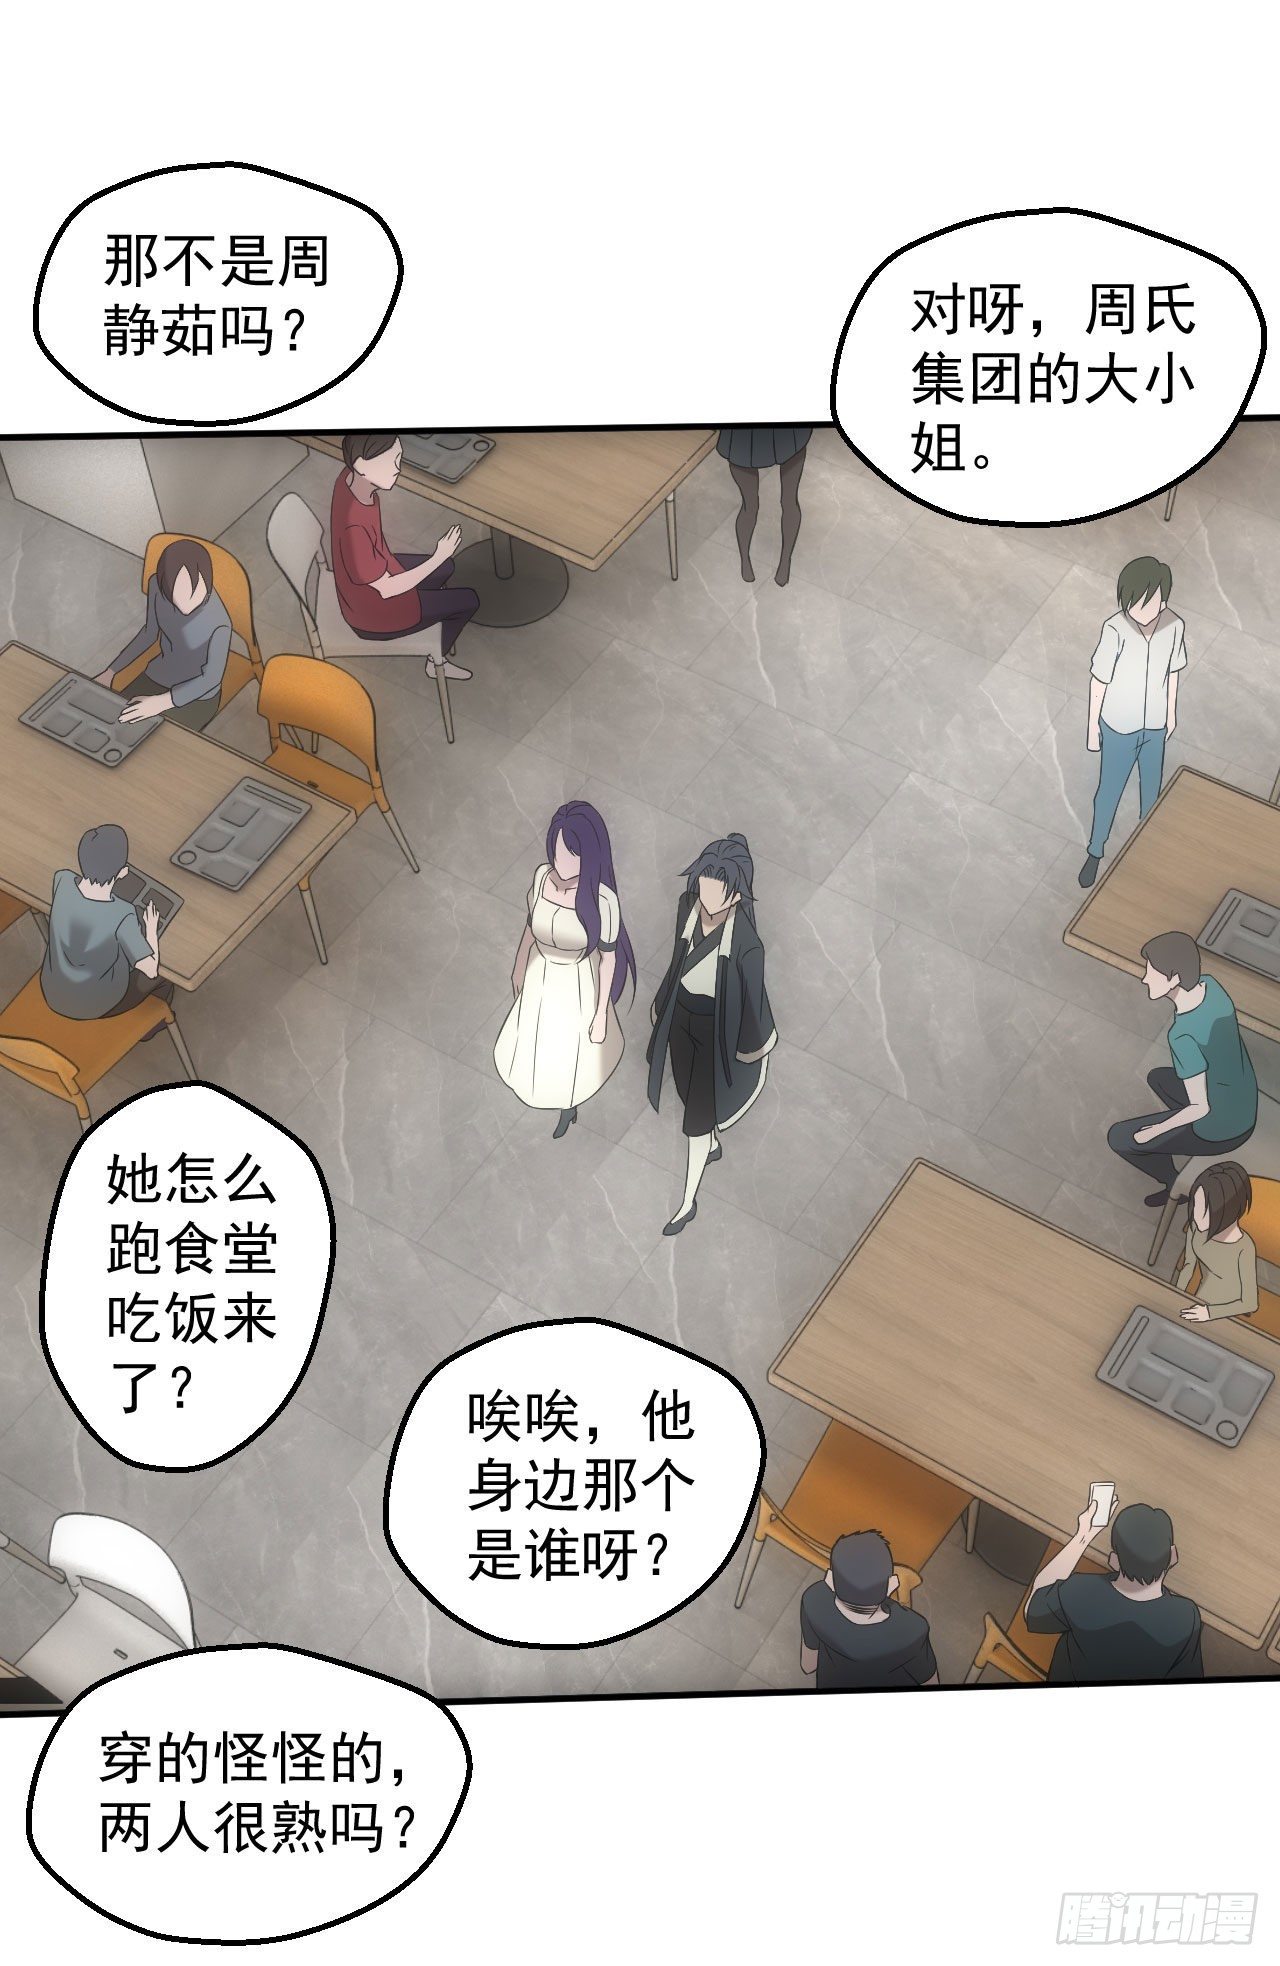 那不是周
静茹吗？
对呀，周氏
集团的大小
姐。
她怎么
跑食堂
吃饭来
了？
唉唉，他
身边那个
是谁呀？
穿的怪怪的，
两人很熟吗？
腾讯动漫